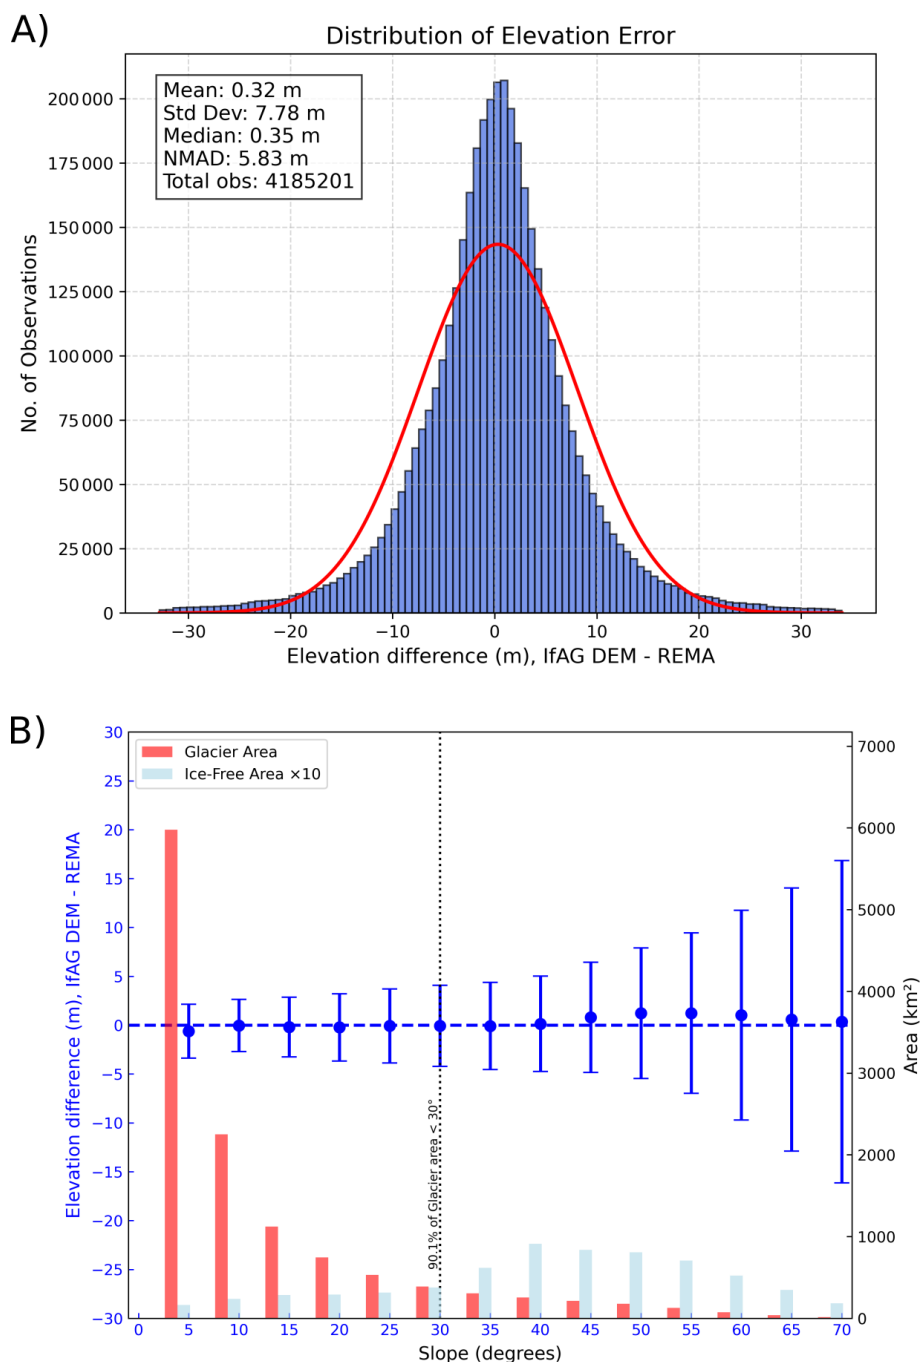 A)
Distribution of Elevation Error
Mean: 0.32 m
Std Dev: 7.78 m
Median: 0.35 m
NMAD: 5.83 m
Total obs: 4185201
No. of Observations
200 000
175 000
150 000
125 000
100 000
75 000
50 000
25 000
0
−30 −20 −10 0 10 20 30
Elevation difference (m), IfAG DEM - REMA
B)
Glacier Area
Ice-Free Area ×10
Elevation difference (m), IfAG DEM - REMA
30
25
20
15
10
5
0
−5
−10
−15
−20
−25
−30
90.1% of Glacier area < 30°
7000
6000
5000
4000
3000
2000
1000
0
Area (km²)
0 5 10 15 20 25 30 35 40 45 50 55 60 65 70
Slope (degrees)